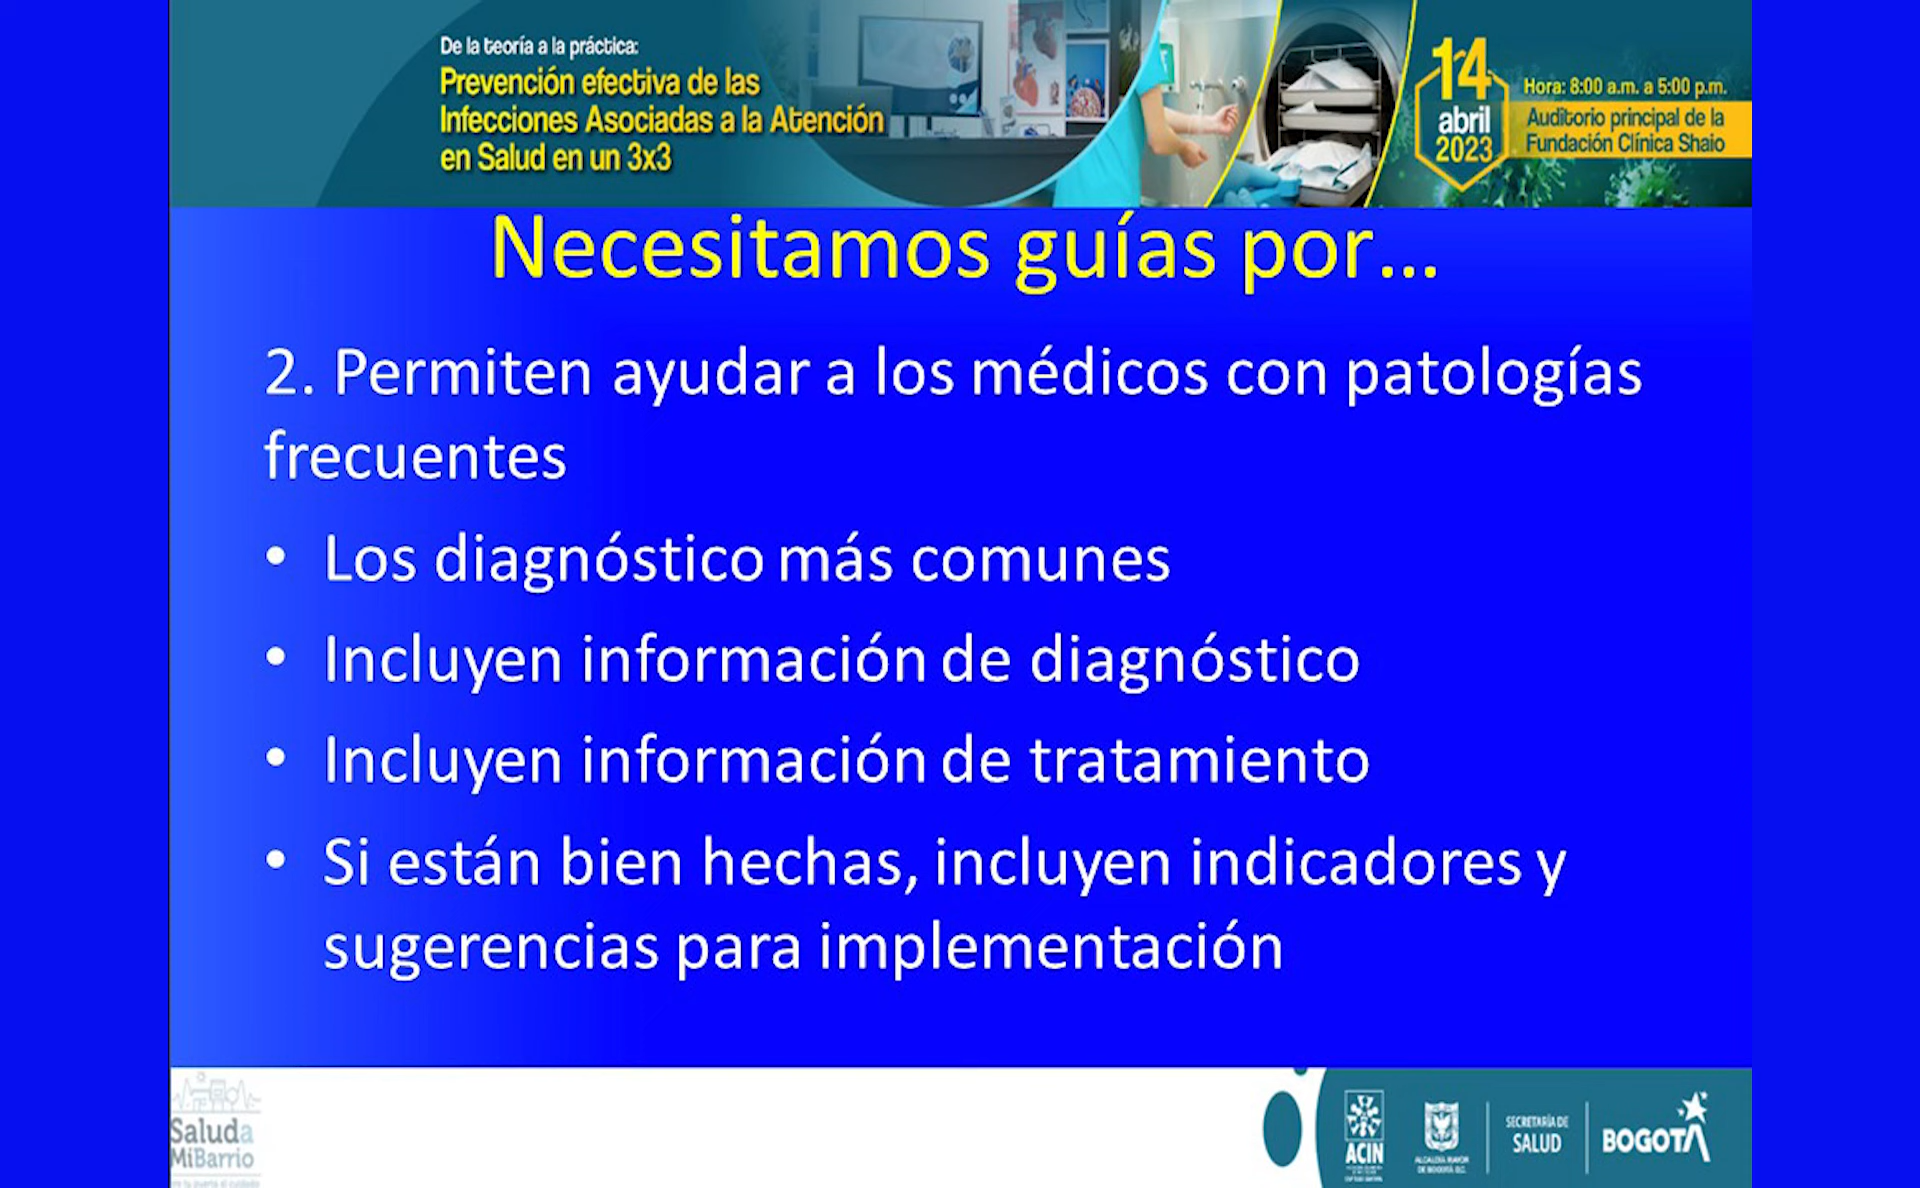 De la teoría a la práctica:
Prevención efectiva de las
Infecciones Asociadas a la Atención
en Salud en un 3x3
14
abril
2023
Hora: 8:00 a.m. a 5:00 p.m.
Auditorio principal de la
Fundación Clínica Shaio
Necesitamos guías por...
2. Permiten ayudar a los médicos con patologías
frecuentes
• Los diagnóstico más comunes
• Incluyen información de diagnóstico
• Incluyen información de tratamiento
• Si están bien hechas, incluyen indicadores y
sugerencias para implementación
Saluda
MiBarrio
ACIN
ALCALDÍA MAYOR
DE BOGOTÁ D.C.
SECRETARÍA DE
SALUD
BOGOTÁ